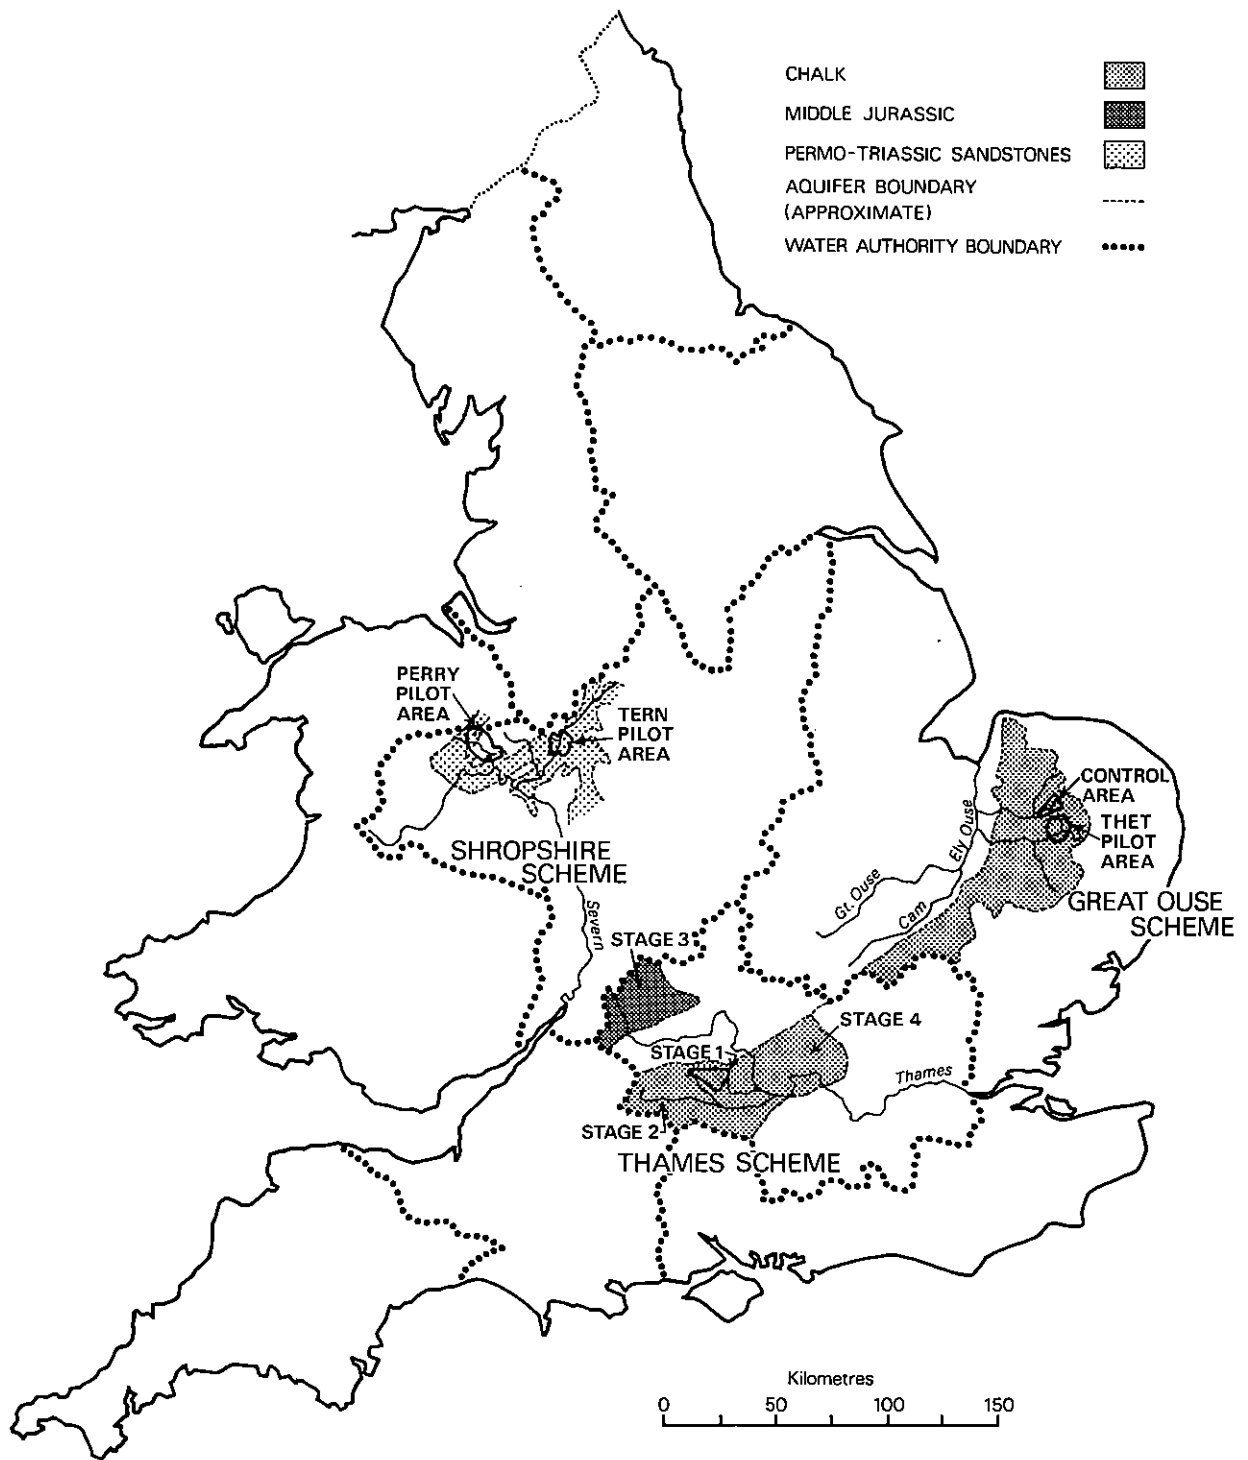 CHALK
MIDDLE JURASSIC
PERMO-TRIASSIC SANDSTONES
AQUIFER BOUNDARY
(APPROXIMATE)
WATER AUTHORITY BOUNDARY
PERRY
PILOT
AREA
TERN
PILOT
AREA
SHROPSHIRE
SCHEME
Severn
CONTROL
AREA
THET
PILOT
AREA
Ely Ouse
Gt. Ouse
Cam
GREAT OUSE
SCHEME
STAGE 3
STAGE 4
STAGE 1
Thames
STAGE 2
THAMES SCHEME
Kilometres
0 50 100 150